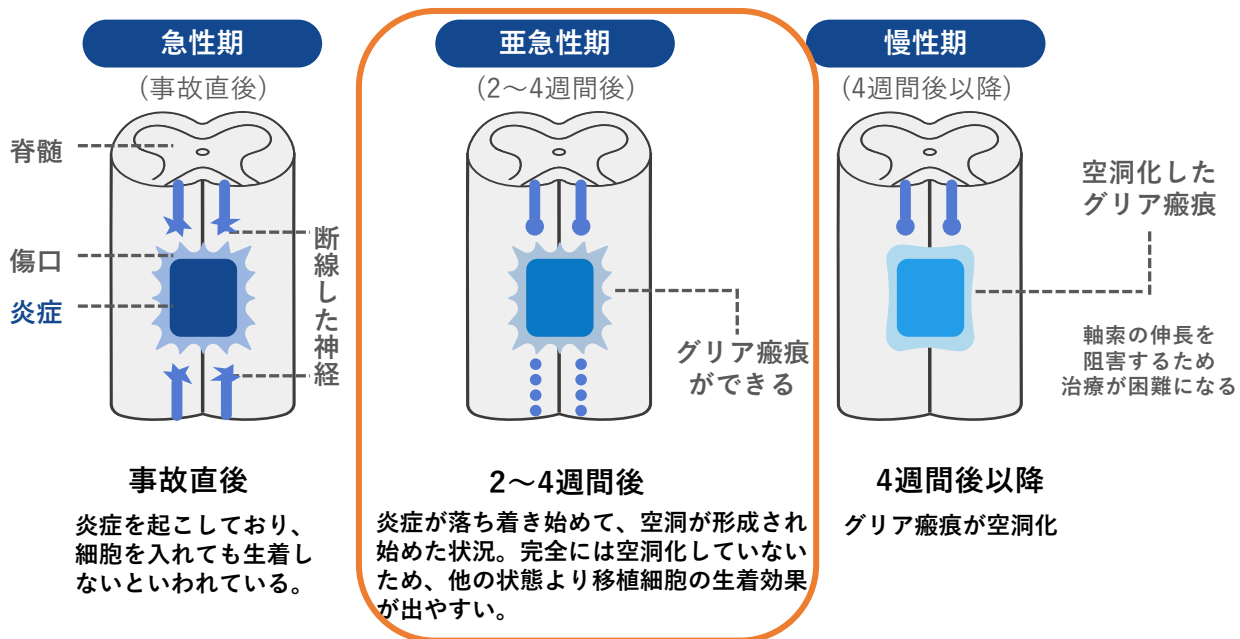 急性期
(事故直後)
亜急性期
(2〜4週間後)
慢性期
(4週間後以降)
脊髄
傷口
炎症
断線した神経
グリア瘢痕
ができる
空洞化した
グリア瘢痕
軸索の伸長を
阻害するため
治療が困難になる
事故直後
炎症を起こしており、
細胞を入れても生着し
ないといわれている。
2〜4週間後
炎症が落ち着き始めて、空洞が形成され
始めた状況。完全には空洞化していない
ため、他の状態より移植細胞の生着効果
が出やすい。
4週間後以降
グリア瘢痕が空洞化